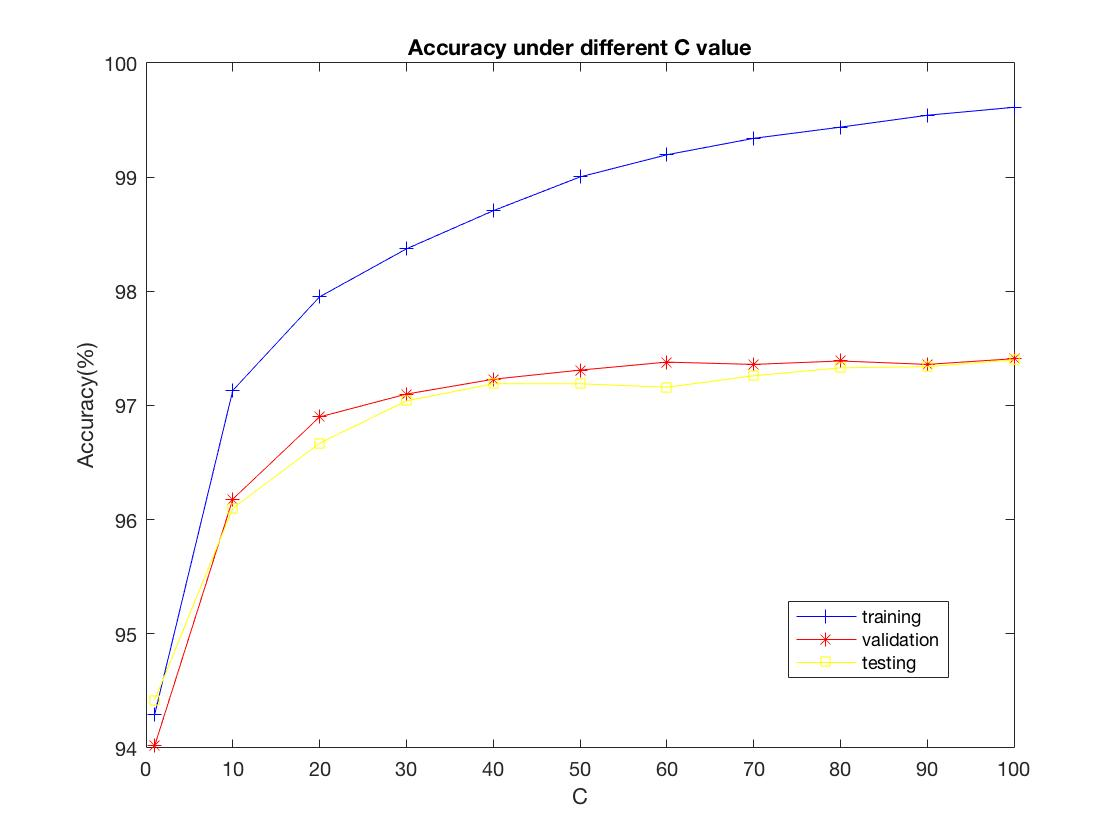 Accuracy under different C value
100
99
98
97
96
95
94
Accuracy(%)
0 10 20 30 40 50 60 70 80 90 100
C
training
validation
testing